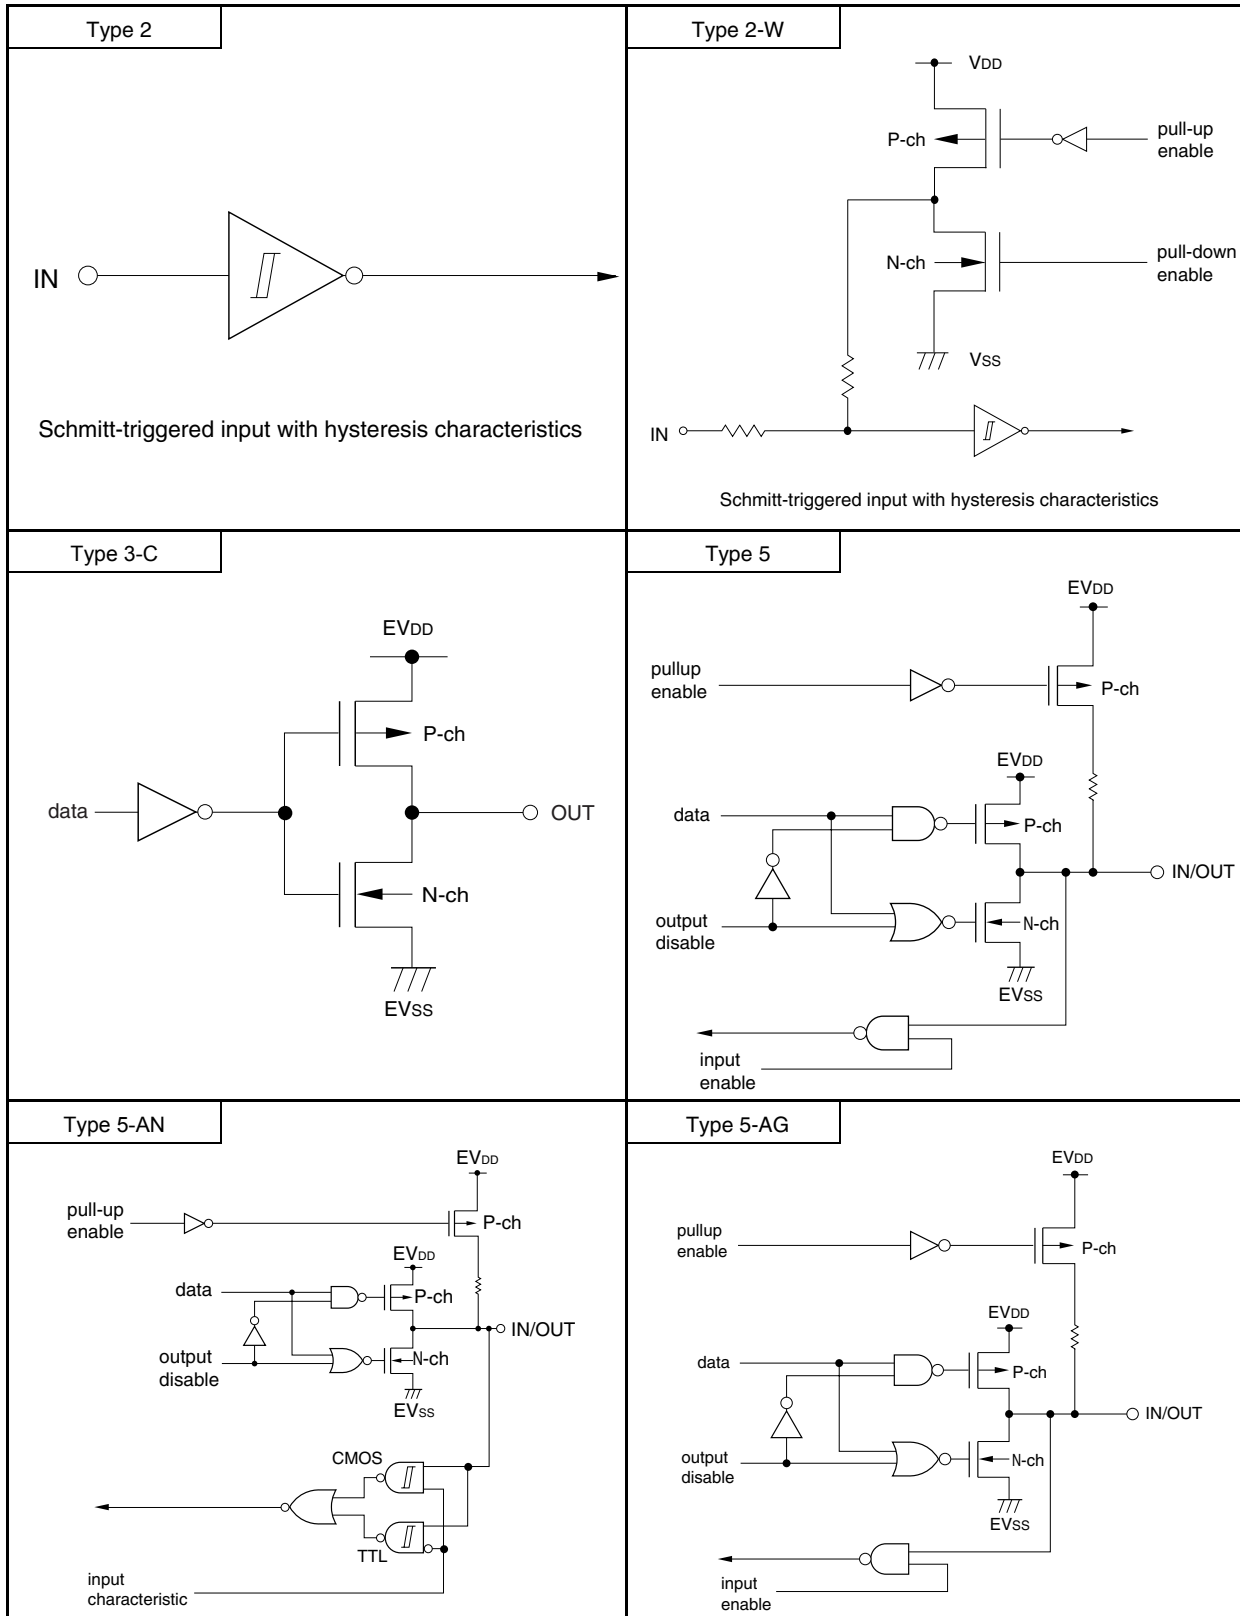 Type 2
IN
Schmitt-triggered input with hysteresis characteristics
Type 2-W
VDD
P-ch
pull-up
enable
N-ch
pull-down
enable
VSS
IN
Schmitt-triggered input with hysteresis characteristics
Type 3-C
EVDD
P-ch
data
OUT
N-ch
EVSS
Type 5
EVDD
pullup
enable
P-ch
EVDD
data
P-ch
IN/OUT
output
disable
N-ch
EVSS
input
enable
Type 5-AN
EVDD
pull-up
enable
P-ch
EVDD
data
P-ch
IN/OUT
output
disable
N-ch
EVSS
CMOS
TTL
input
characteristic
Type 5-AG
EVDD
pullup
enable
P-ch
EVDD
data
P-ch
IN/OUT
output
disable
N-ch
EVSS
input
enable